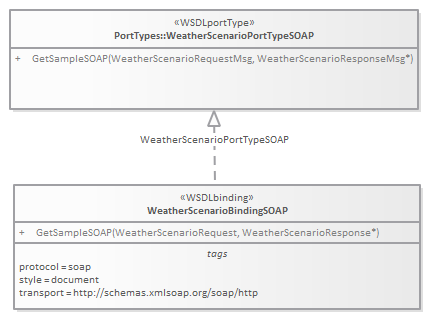 «WSDLportType»
PortTypes::WeatherScenarioPortTypeSOAP
+ GetSampleSOAP(WeatherScenarioRequestMsg, WeatherScenarioResponseMsg*)
WeatherScenarioPortTypeSOAP
«WSDLbinding»
WeatherScenarioBindingSOAP
+ GetSampleSOAP(WeatherScenarioRequest, WeatherScenarioResponse*)
tags
protocol = soap
style = document
transport = http://schemas.xmlsoap.org/soap/http